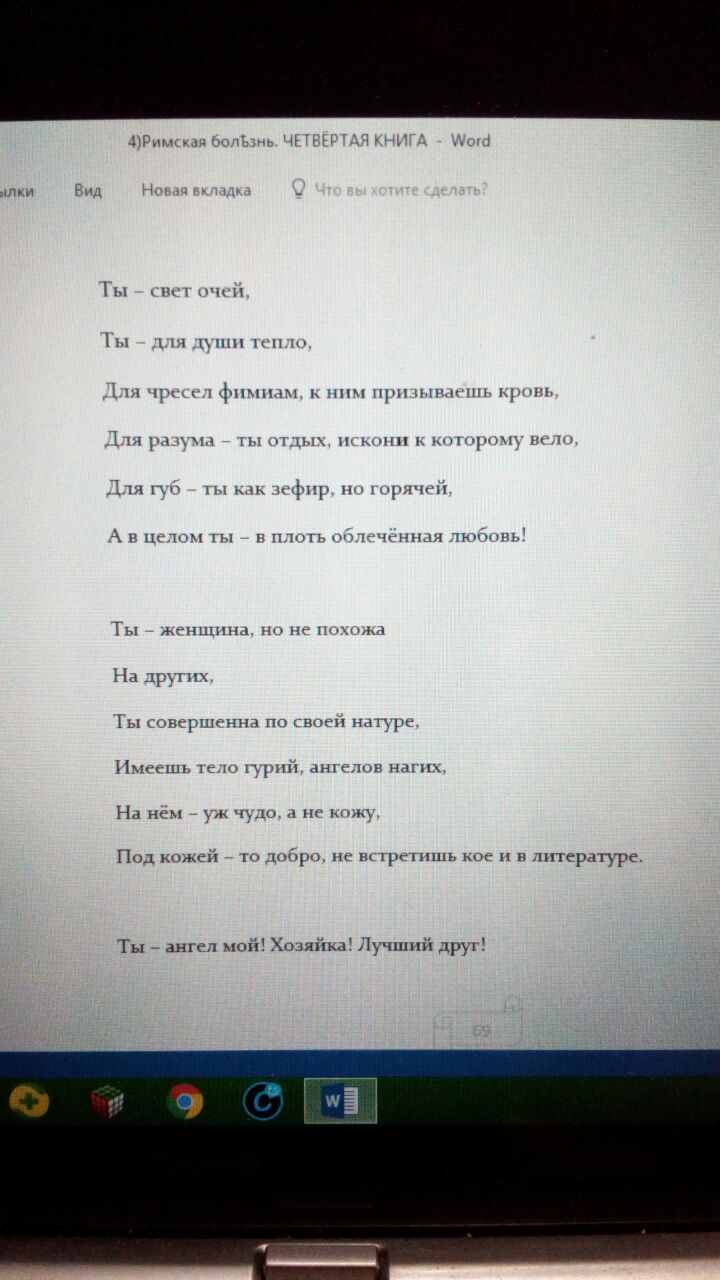 4)Римская болѣзнь. ЧЕТВЁРТАЯ КНИГА - Word
ылки Вид Новая вкладка Что вы хотите сделать?
Ты – свет очей,
Ты – для души тепло,
Для чресел фимиам, к ним призываешь кровь,
Для разума – ты отдых, искони к которому вело,
Для губ – ты как зефир, но горячей,
А в целом ты – в плоть облечённая любовь!
Ты – женщина, но не похожа
На других,
Ты совершенна по своей натуре,
Имеешь тело гурий, ангелов нагих,
На нём – уж чудо, а не кожу,
Под кожей – то добро, не встретишь кое и в литературе.
Ты – ангел мой! Хозяйка! Лучший друг!
69
W